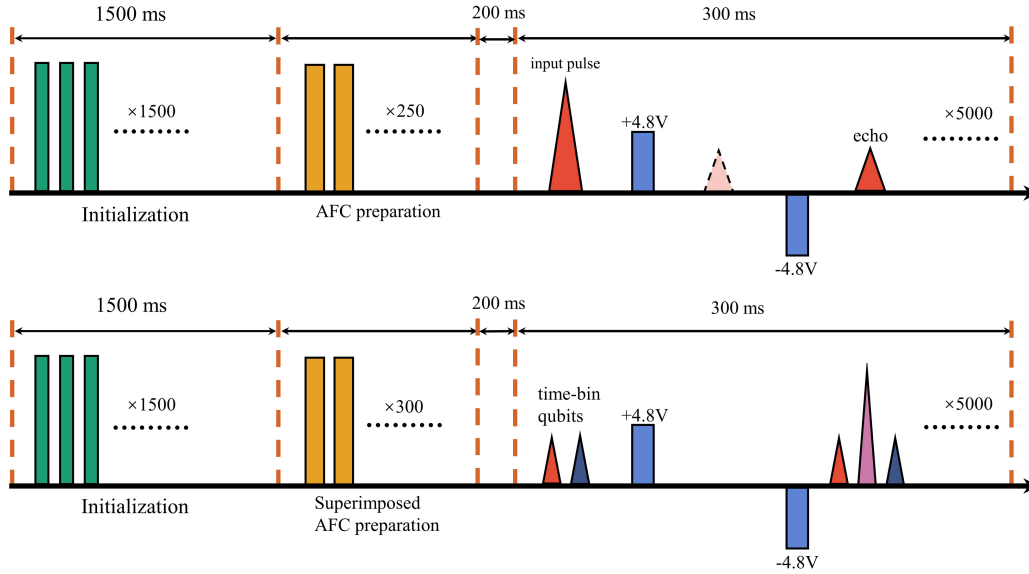 1500 ms
200 ms
300 ms
input pulse
×1500
×250
+4.8V
echo
×5000
Initialization
AFC preparation
-4.8V
1500 ms
200 ms
300 ms
×1500
×300
time-bin
qubits
+4.8V
×5000
Initialization
Superimposed
AFC preparation
-4.8V